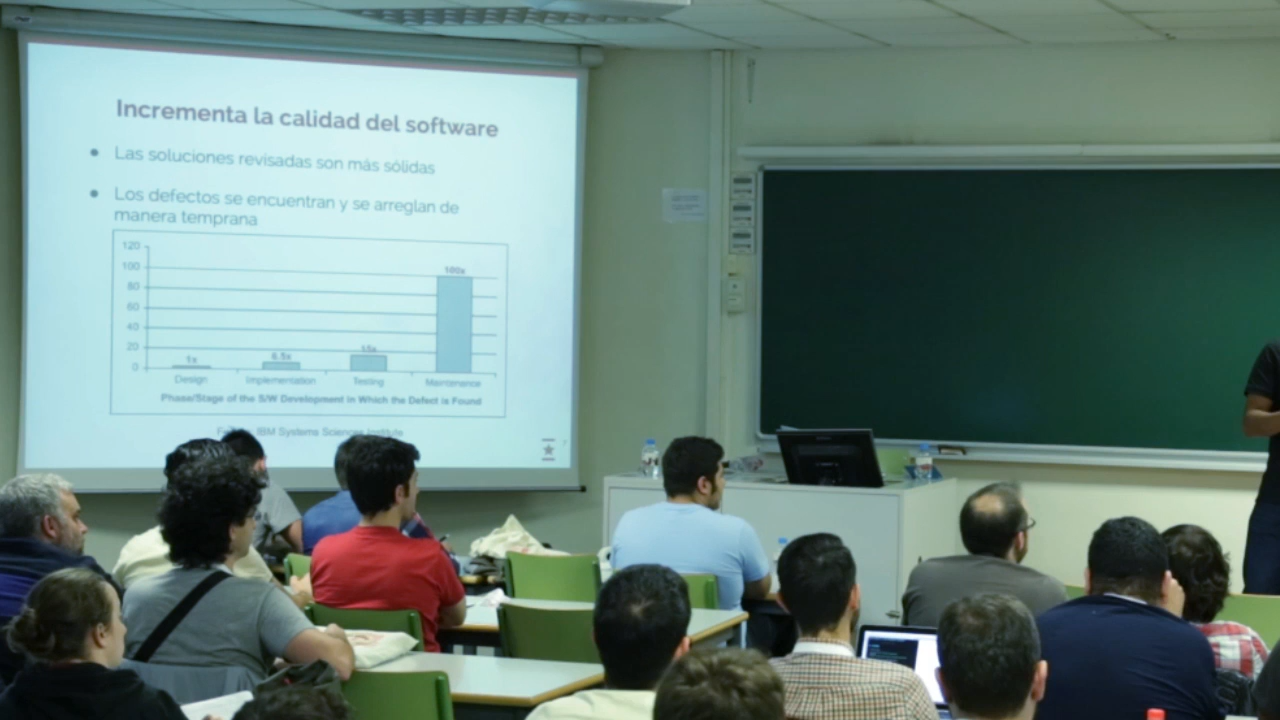 Incrementa la calidad del software
Las soluciones revisadas son más sólidas
Los defectos se encuentran y se arreglan de
manera temprana
120
100
80
60
40
20
0
1x
6.5x
15x
100x
Design
Implementation
Testing
Maintenance
Phase/Stage of the S/W Development in Which the Defect is Found
IBM Systems Sciences Institute